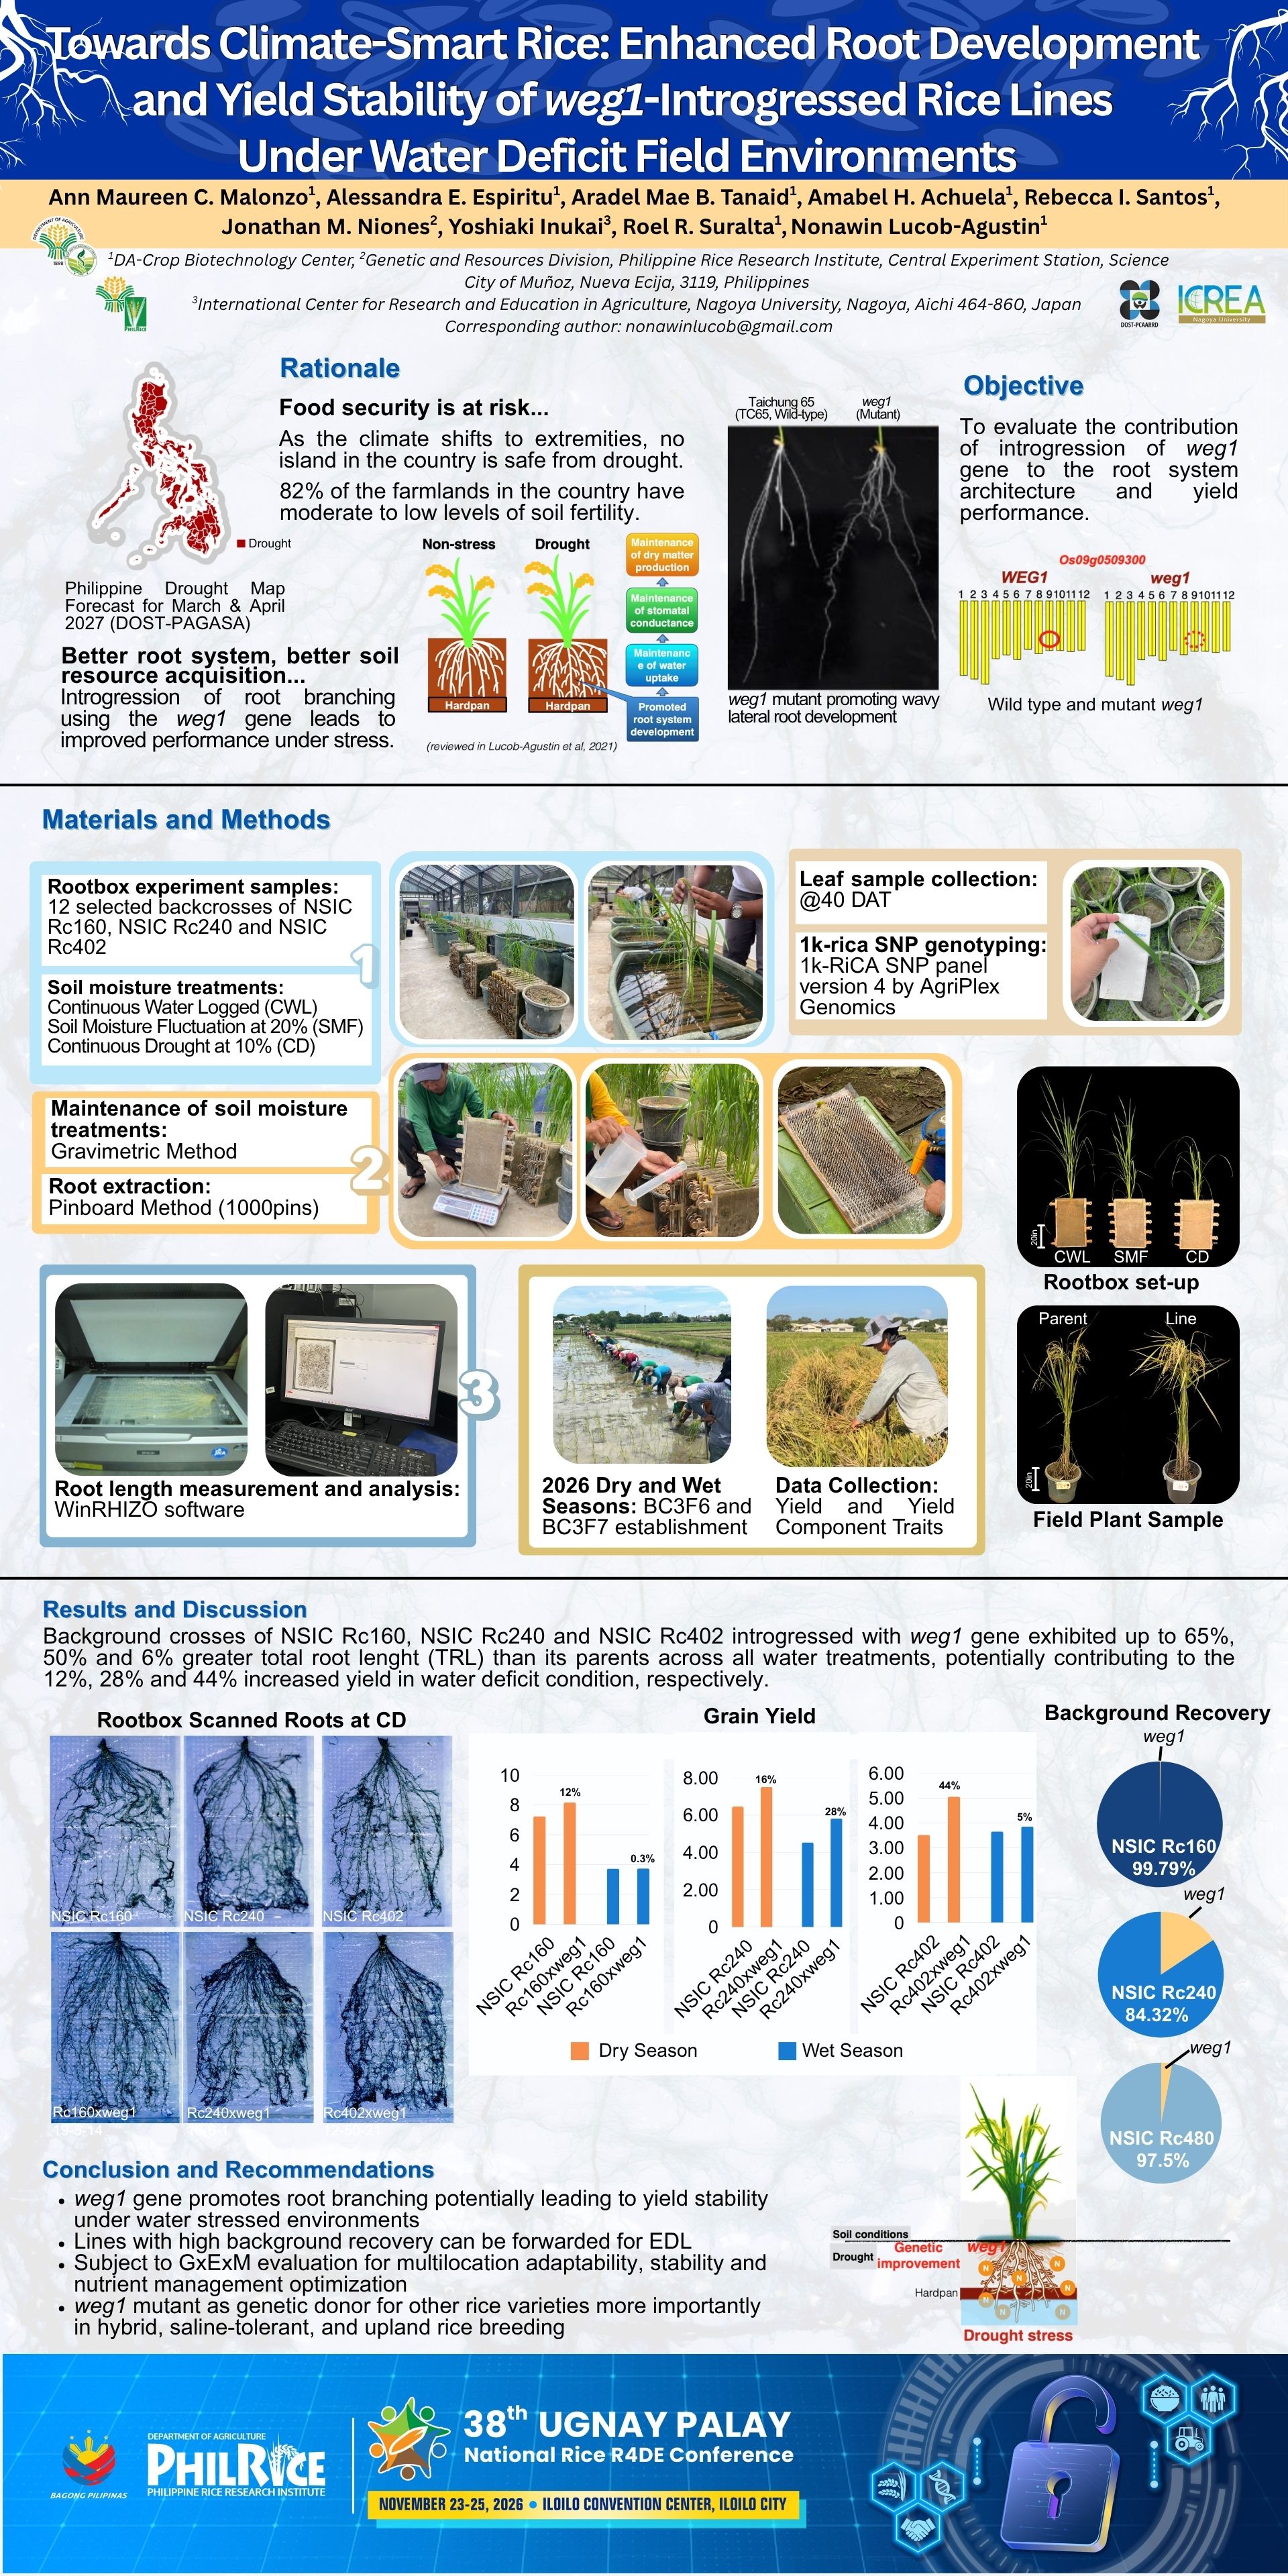 Towards Climate-Smart Rice: Enhanced Root Development
and Yield Stability of weg1-Introgressed Rice Lines
Under Water Deficit Field Environments
Ann Maureen C. Malonzo¹, Alessandra E. Espiritu¹, Aradel Mae B. Tanaid¹, Amabel H. Achuela¹, Rebecca I. Santos¹,
Jonathan M. Niones², Yoshiaki Inukai³, Roel R. Suralta¹, Nonawin Lucob-Agustin¹
¹DA-Crop Biotechnology Center, ²Genetic and Resources Division, Philippine Rice Research Institute, Central Experiment Station, Science
City of Muñoz, Nueva Ecija, 3119, Philippines
³International Center for Research and Education in Agriculture, Nagoya University, Nagoya, Aichi 464-860, Japan
Corresponding author: nonawinlucob@gmail.com
PHILRICE
DOST-PCAARRD
ICREA
Nagoya University
Rationale
Food security is at risk...
As the climate shifts to extremities, no
island in the country is safe from drought.
82% of the farmlands in the country have
moderate to low levels of soil fertility.
Drought
Philippine Drought Map
Forecast for March & April
2027 (DOST-PAGASA)
Better root system, better soil
resource acquisition...
Introgression of root branching
using the weg1 gene leads to
improved performance under stress.
Non-stress
Drought
Hardpan
Hardpan
Maintenance
of dry matter
production
Maintenance
of stomatal
conductance
Maintenanc
e of water
uptake
Promoted
root system
development
(reviewed in Lucob-Agustin et al, 2021)
Taichung 65
(TC65, Wild-type)
weg1
(Mutant)
weg1 mutant promoting wavy
lateral root development
Objective
To evaluate the contribution
of introgression of weg1
gene to the root system
architecture and yield
performance.
Os09g0509300
WEG1
weg1
1 2 3 4 5 6 7 8 9 10 11 12
1 2 3 4 5 6 7 8 9 10 11 12
Wild type and mutant weg1
Materials and Methods
Rootbox experiment samples:
12 selected backcrosses of NSIC
Rc160, NSIC Rc240 and NSIC
Rc402
1
Soil moisture treatments:
Continuous Water Logged (CWL)
Soil Moisture Fluctuation at 20% (SMF)
Continuous Drought at 10% (CD)
Leaf sample collection:
@40 DAT
1k-rica SNP genotyping:
1k-RiCA SNP panel
version 4 by AgriPlex
Genomics
Maintenance of soil moisture
treatments:
Gravimetric Method
2
Root extraction:
Pinboard Method (1000pins)
20in
CWL SMF CD
Rootbox set-up
3
Root length measurement and analysis:
WinRHIZO software
2026 Dry and Wet
Seasons: BC3F6 and
BC3F7 establishment
Data Collection:
Yield and Yield
Component Traits
Parent
Line
20in
Field Plant Sample
Results and Discussion
Background crosses of NSIC Rc160, NSIC Rc240 and NSIC Rc402 introgressed with weg1 gene exhibited up to 65%,
50% and 6% greater total root lenght (TRL) than its parents across all water treatments, potentially contributing to the
12%, 28% and 44% increased yield in water deficit condition, respectively.
Rootbox Scanned Roots at CD
NSIC Rc160
NSIC Rc240
NSIC Rc402
Rc160xweg1
Rc240xweg1
Rc402xweg1
Grain Yield
10
8
6
4
2
0
12%
0.3%
NSIC Rc160
Rc160xweg1
NSIC Rc160
Rc160xweg1
8.00
6.00
4.00
2.00
0
16%
28%
NSIC Rc240
Rc240xweg1
NSIC Rc240
Rc240xweg1
6.00
5.00
4.00
3.00
2.00
1.00
0
44%
5%
NSIC Rc402
Rc402xweg1
NSIC Rc402
Rc402xweg1
Dry Season
Wet Season
Background Recovery
weg1
NSIC Rc160
99.79%
weg1
NSIC Rc240
84.32%
weg1
NSIC Rc480
97.5%
Conclusion and Recommendations
• weg1 gene promotes root branching potentially leading to yield stability
under water stressed environments
• Lines with high background recovery can be forwarded for EDL
• Subject to GxExM evaluation for multilocation adaptability, stability and
nutrient management optimization
• weg1 mutant as genetic donor for other rice varieties more importantly
in hybrid, saline-tolerant, and upland rice breeding
Soil conditions
Drought
Genetic
improvement
weg1
Hardpan
N
N
N
N
N
N
Drought stress
BAGONG PILIPINAS
DEPARTMENT OF AGRICULTURE
PHILRICE
PHILIPPINE RICE RESEARCH INSTITUTE
38th UGNAY PALAY
National Rice R4DE Conference
NOVEMBER 23-25, 2026 • ILOILO CONVENTION CENTER, ILOILO CITY